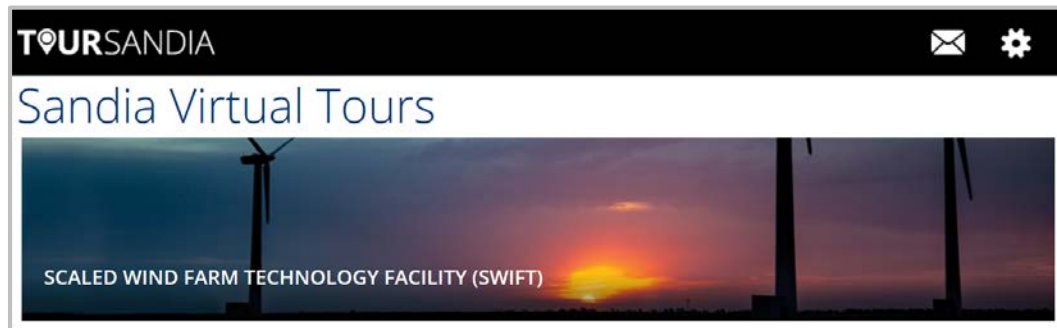 TOURSANDIA
Sandia Virtual Tours
SCALED WIND FARM TECHNOLOGY FACILITY (SWIFT)